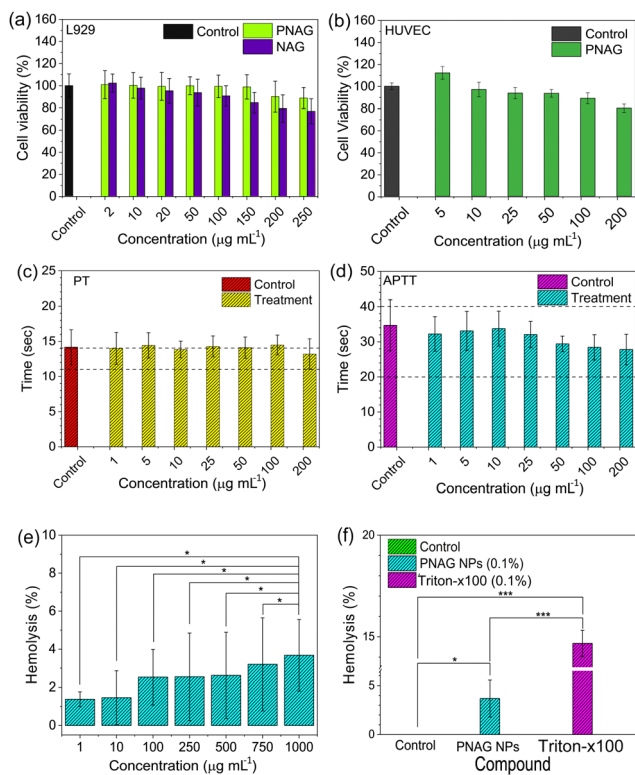 (a)
L929
Control
PNAG
NAG
160
140
120
100
80
60
40
20
0
Cell viability (%)
Control
2
10
20
50
100
150
200
250
Concentration (µg mL⁻¹)
(b)
HUVEC
Control
PNAG
160
140
120
100
80
60
40
20
0
Cell Viability (%)
Control
5
10
25
50
100
200
Concentration (µg mL⁻¹)
(c)
PT
Control
Treatment
25
20
15
10
5
0
Time (sec)
Control
1
5
10
25
50
100
200
Concentration (µg mL⁻¹)
(d)
APTT
Control
Treatment
50
40
30
20
10
0
Time (sec)
Control
1
5
10
25
50
100
200
Concentration (µg mL⁻¹)
(e)
10
8
6
4
2
0
Hemolysis (%)
*
*
*
*
*
*
1
10
100
250
500
750
1000
Concentration (µg mL⁻¹)
(f)
Control
PNAG NPs (0.1%)
Triton-x100 (0.1%)
20
15
5
0
Hemolysis (%)
***
***
*
Control
PNAG NPs
Triton-x100
Compound